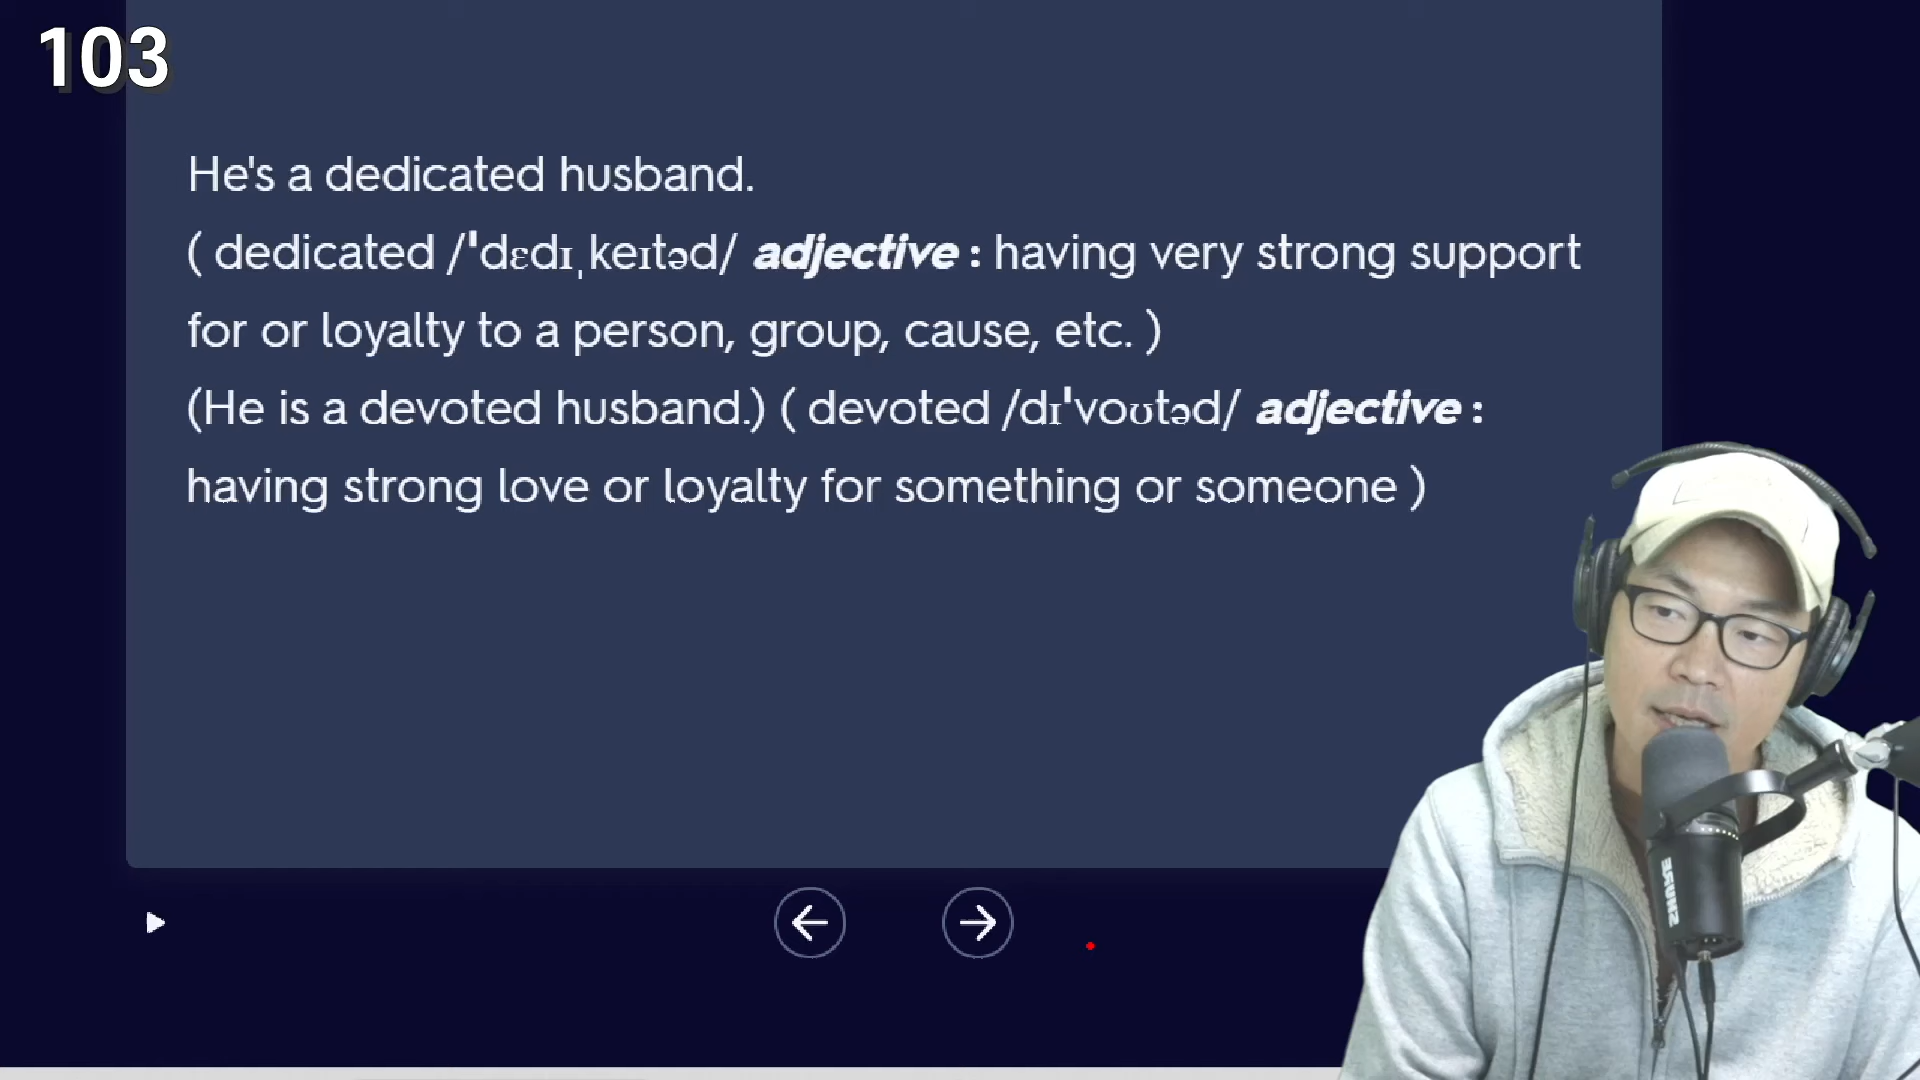 103
He's a dedicated husband.
( dedicated /ˈdɛdɪˌkeɪtəd/ adjective : having very strong support
for or loyalty to a person, group, cause, etc. )
(He is a devoted husband.) ( devoted /dɪˈvoʊtəd/ adjective :
having strong love or loyalty for something or someone )
SHURE